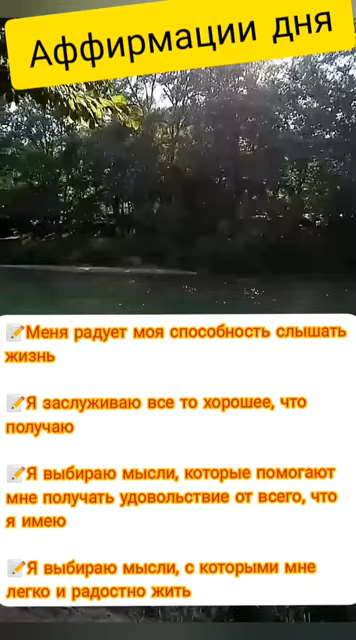 Аффирмации дня
📝Меня радует моя способность слышать
жизнь
📝Я заслуживаю все то хорошее, что
получаю
📝Я выбираю мысли, которые помогают
мне получать удовольствие от всего, что
я имею
📝Я выбираю мысли, с которыми мне
легко и радостно жить